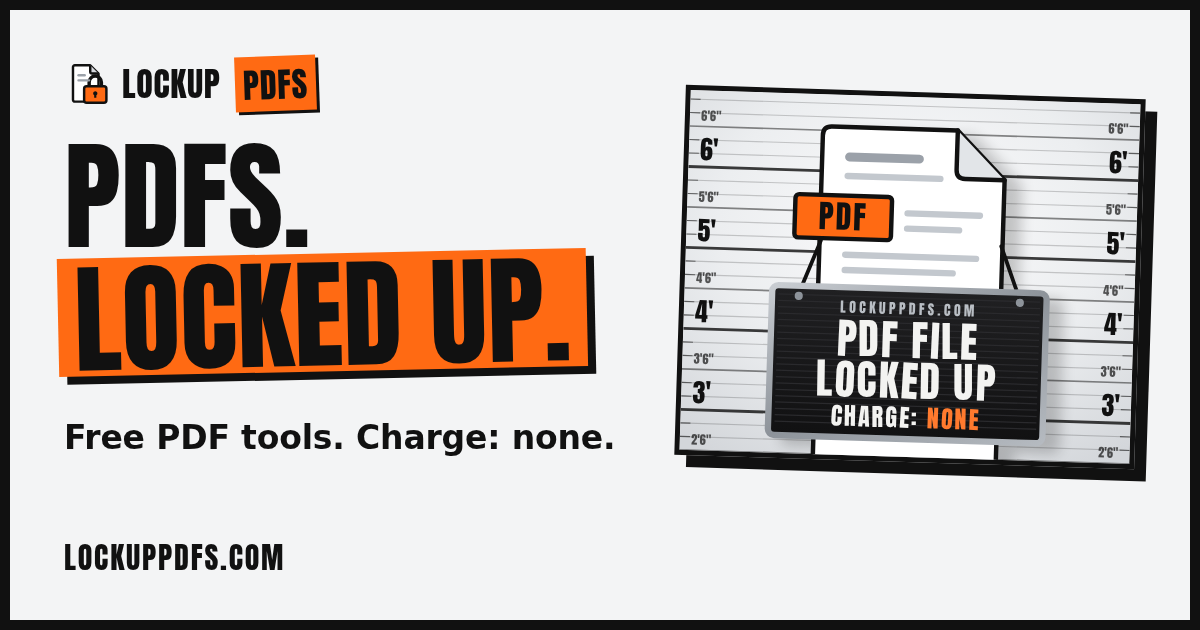 LOCKUP PDFS
PDFS.
LOCKED UP.
Free PDF tools. Charge: none.
LOCKUPPDFS.COM
6'6" 6'6"
6' 6'
5'6" 5'6"
5' 5'
4'6" 4'6"
4' 4'
3'6" 3'6"
3' 3'
2'6" 2'6"
PDF
LOCKUPPDFS.COM
PDF FILE
LOCKED UP
CHARGE: NONE